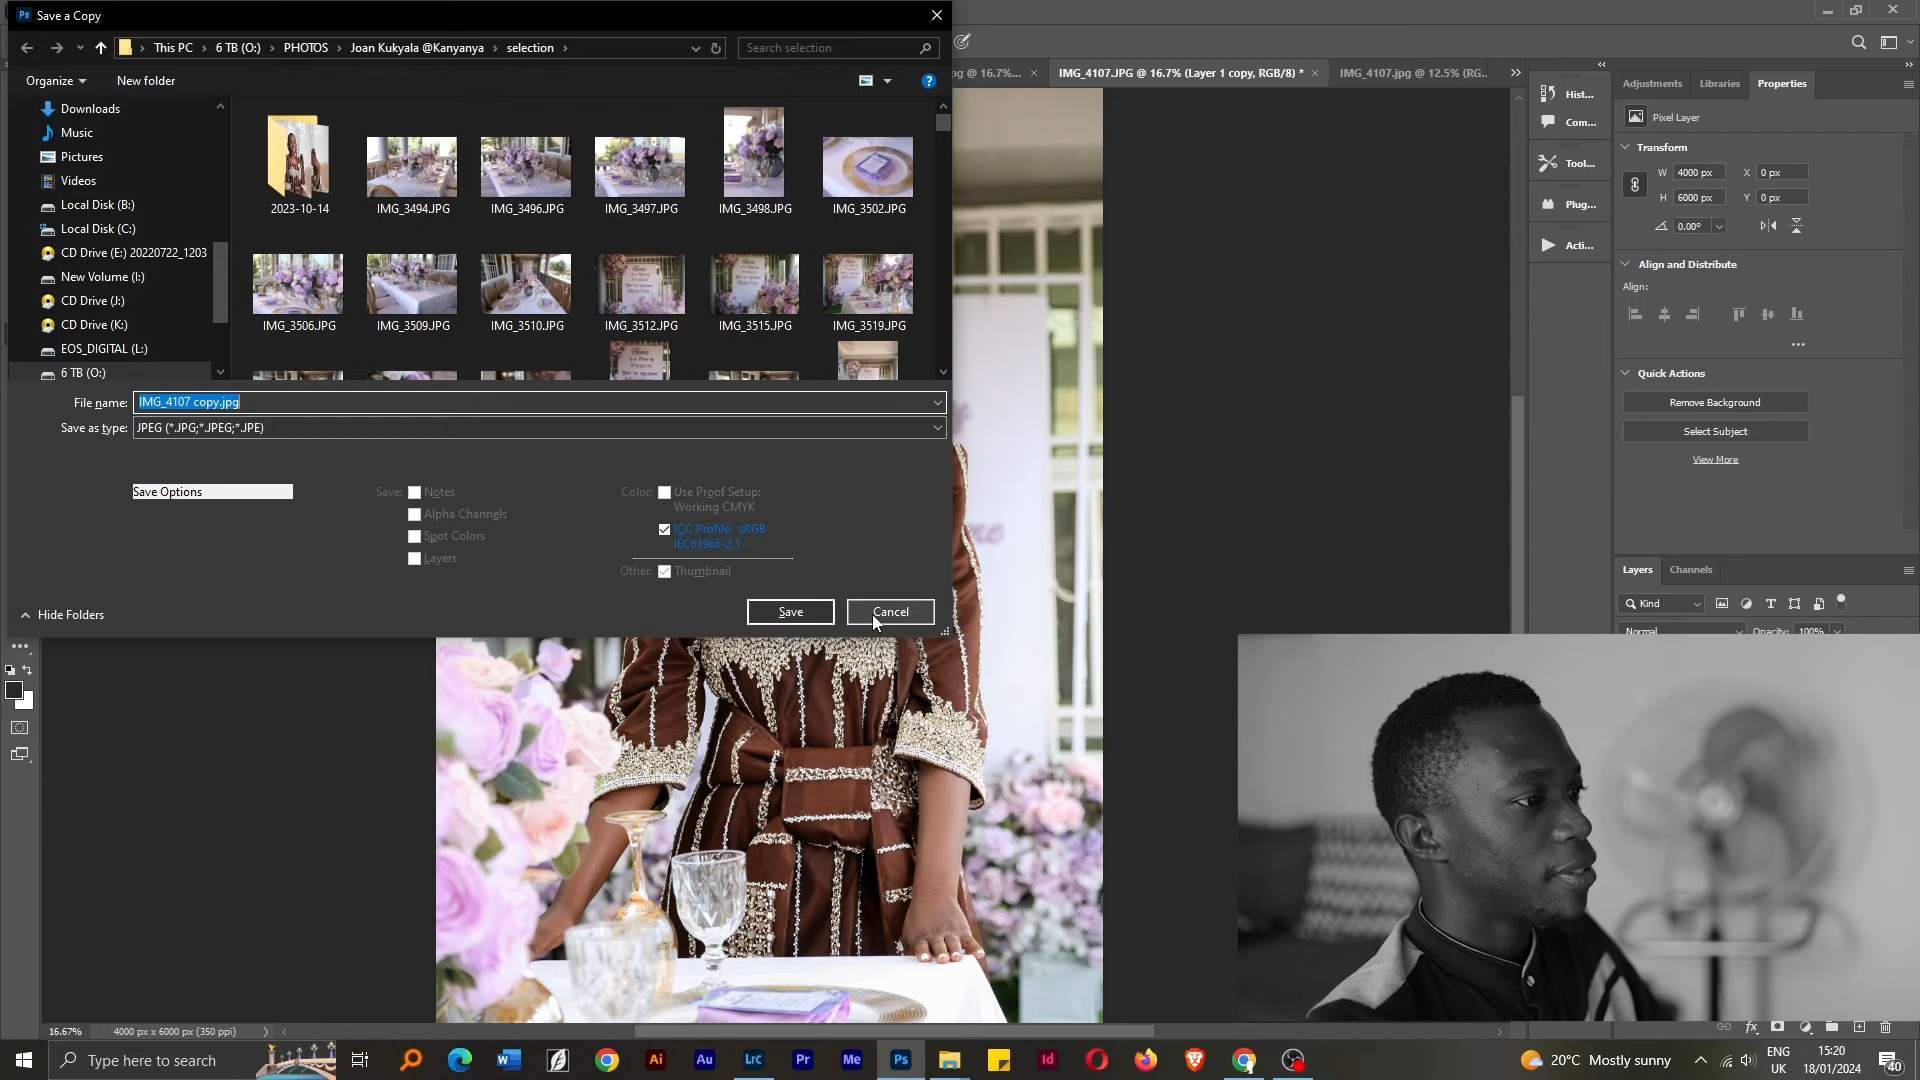 Save a Copy
This PC
6 TB (O:)
PHOTOS
Joan Kukyala @Kanyanya
selection
Search selection
Organize
New folder
Downloads
Music
Pictures
Videos
Local Disk (B:)
Local Disk (C:)
CD Drive (E:) 20220722_1203
New Volume (I:)
CD Drive (J:)
CD Drive (K:)
EOS_DIGITAL (L:)
6 TB (O:)
2023-10-14
IMG_3494.JPG
IMG_3496.JPG
IMG_3497.JPG
IMG_3498.JPG
IMG_3502.JPG
IMG_3506.JPG
IMG_3509.JPG
IMG_3510.JPG
IMG_3512.JPG
IMG_3515.JPG
IMG_3519.JPG
File name: IMG_4107 copy.jpg
Save as type: JPEG (*.JPG;*.JPEG;*.JPE)
Save Options
Save: Notes
Alpha Channels
Spot Colors
Layers
Color: Use Proof Setup:
Working CMYK
ICC Profile: sRGB
IEC61966-2.1
Other: Thumbnail
Hide Folders
Save
Cancel
pg @ 16.7%...
IMG_4107.JPG @ 16.7% (Layer 1 copy, RGB/8) *
IMG_4107.jpg @ 12.5% (RG..
Hist...
Com...
Tool...
Plug...
Acti...
Adjustments
Libraries
Properties
Pixel Layer
Transform
W 4000 px X 0 px
H 6000 px Y 0 px
0.00°
Align and Distribute
Align:
Quick Actions
Remove Background
Select Subject
View More
Layers
Channels
Kind
Normal
Opacity: 100%
fx
16.67%
4000 px x 6000 px (350 ppi)
Type here to search
Ai
Au
Lrc
Pr
Me
Ps
Id
20°C Mostly sunny
ENG
UK
15:20
18/01/2024
40